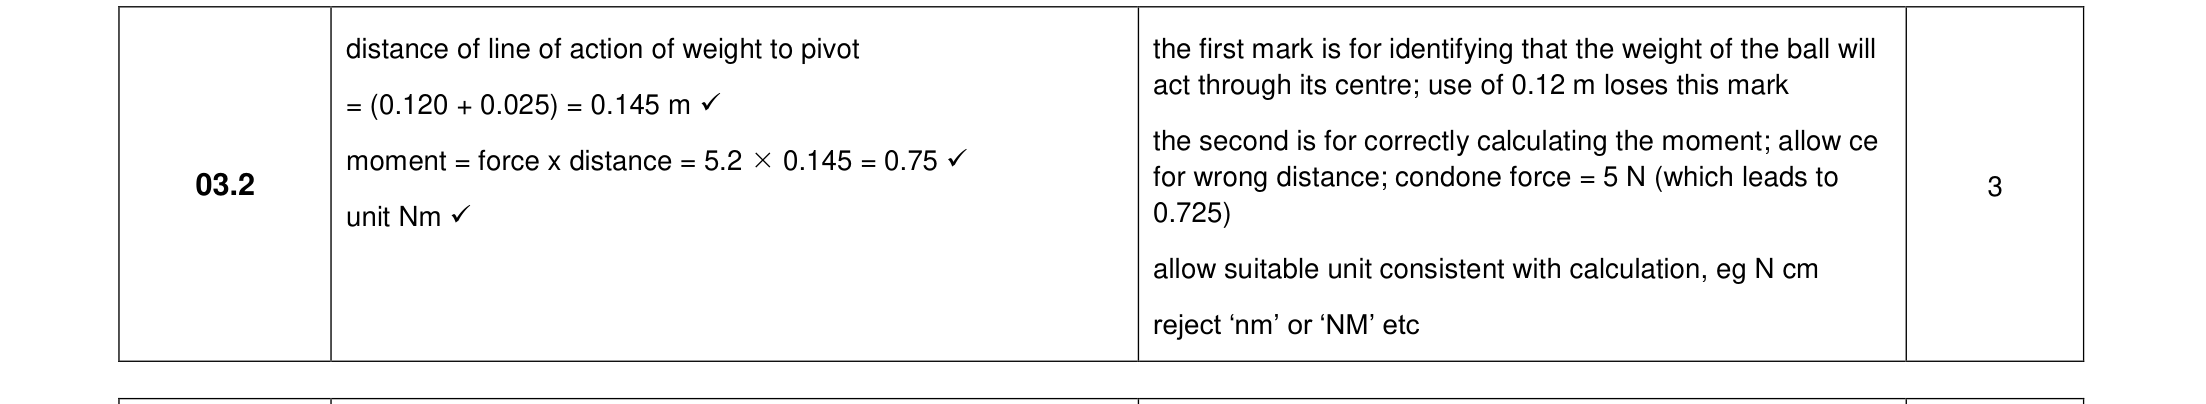 03.2
distance of line of action of weight to pivot
= (0.120 + 0.025) = 0.145 m ✓
moment = force x distance = 5.2 × 0.145 = 0.75 ✓
unit Nm ✓
the first mark is for identifying that the weight of the ball will
act through its centre; use of 0.12 m loses this mark
the second is for correctly calculating the moment; allow ce
for wrong distance; condone force = 5 N (which leads to
0.725)
allow suitable unit consistent with calculation, eg N cm
reject ‘nm’ or ‘NM’ etc
3